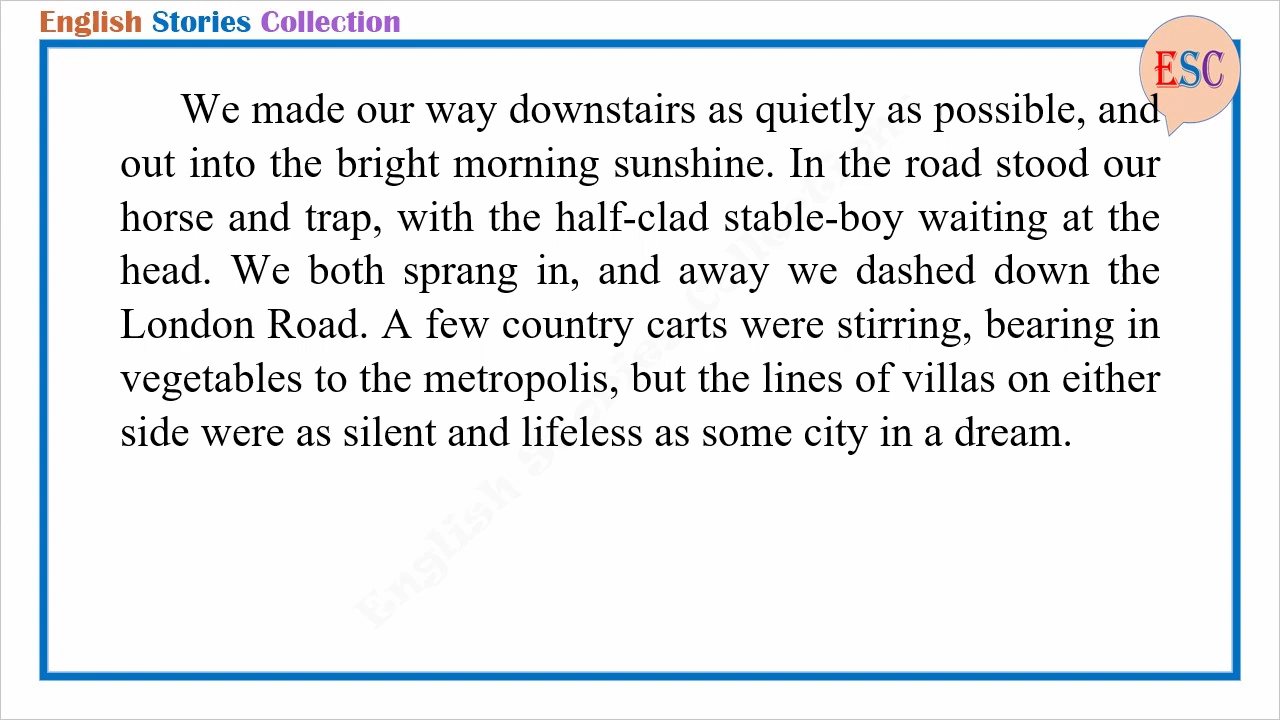 English Stories Collection
ESC
We made our way downstairs as quietly as possible, and
out into the bright morning sunshine. In the road stood our
horse and trap, with the half-clad stable-boy waiting at the
head. We both sprang in, and away we dashed down the
London Road. A few country carts were stirring, bearing in
vegetables to the metropolis, but the lines of villas on either
side were as silent and lifeless as some city in a dream.
English Stories Collection